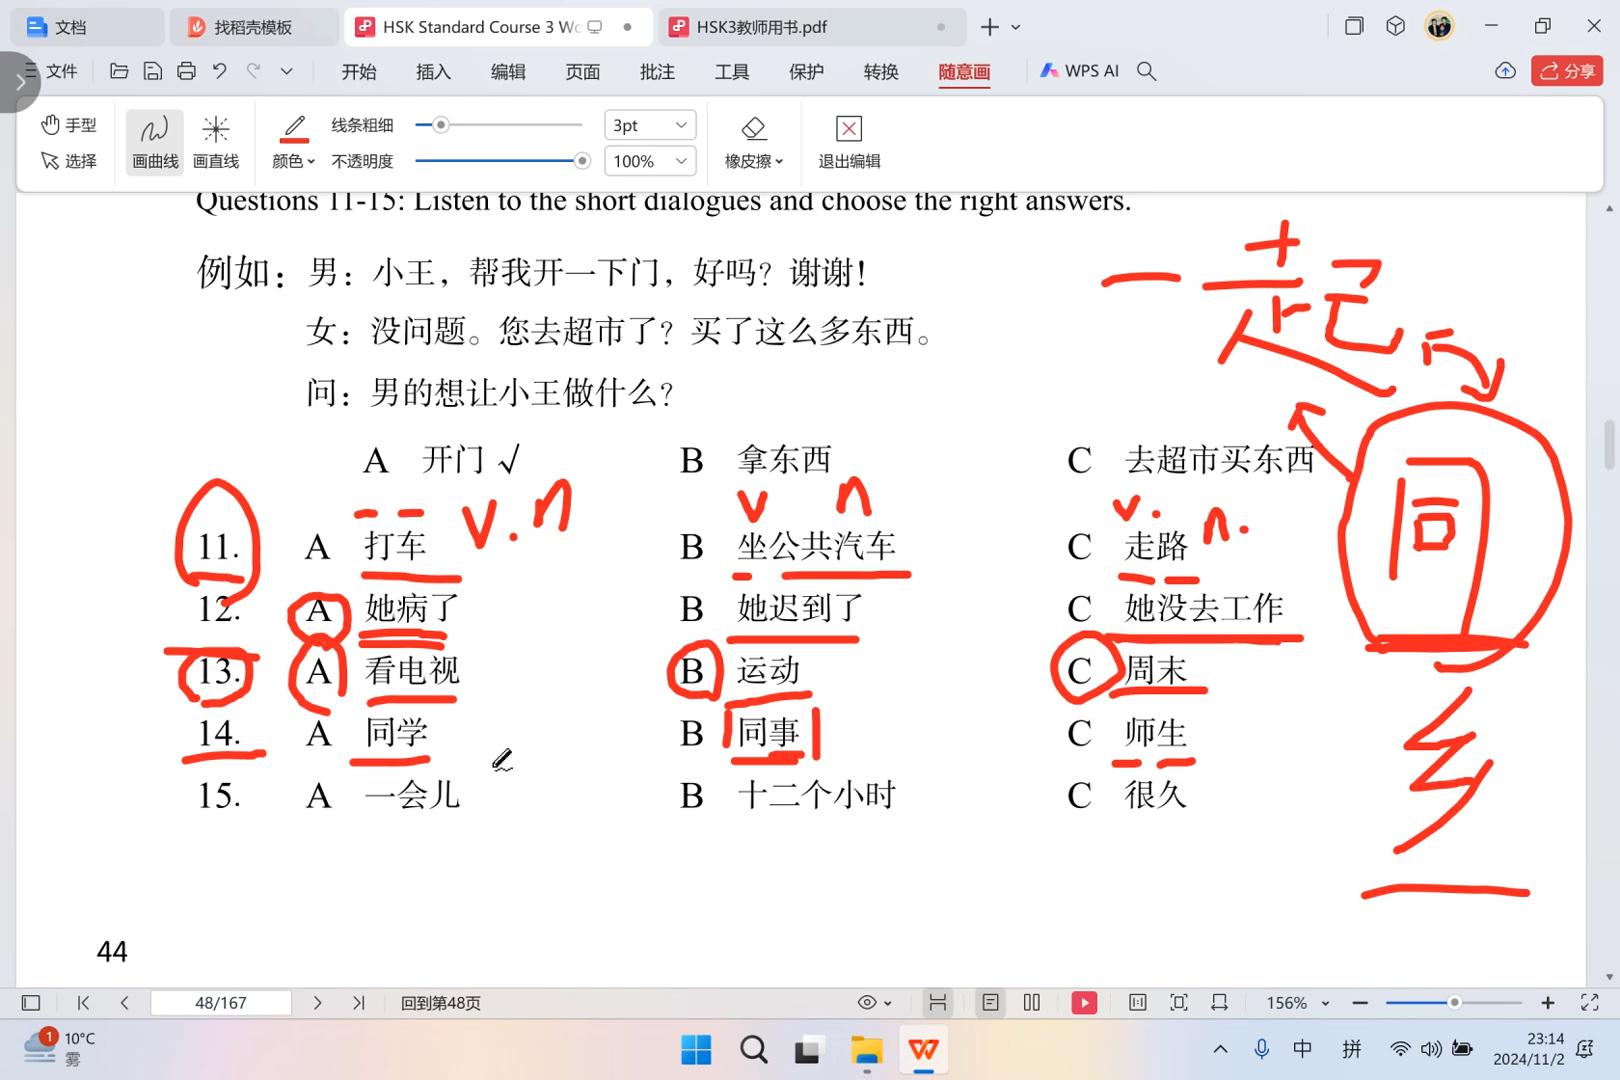 文档 找稻壳模板 HSK Standard Course 3 Wo HSK3教师用书.pdf
文件 开始 插入 编辑 页面 批注 工具 保护 转换 随意画 WPS AI 分享
手型 线条粗细 3pt
选择 画曲线 画直线 颜色 不透明度 100% 橡皮擦 退出编辑
Questions 11-15: Listen to the short dialogues and choose the right answers.
例如：男：小王，帮我开一下门，好吗？谢谢！
女：没问题。您去超市了？买了这么多东西。
问：男的想让小王做什么？
一起
A 开门 √ B 拿东西 C 去超市买东西
v. n v n v. n.
11. A 打车 B 坐公共汽车 C 走路
同
12. A 她病了 B 她迟到了 C 她没去工作
13. A 看电视 B 运动 C 周末
14. A 同学 B 同事 C 师生
乡
15. A 一会儿 B 十二个小时 C 很久
44
48/167 回到第48页 156%
1 10°C
雾
中 拼 23:14
2024/11/2